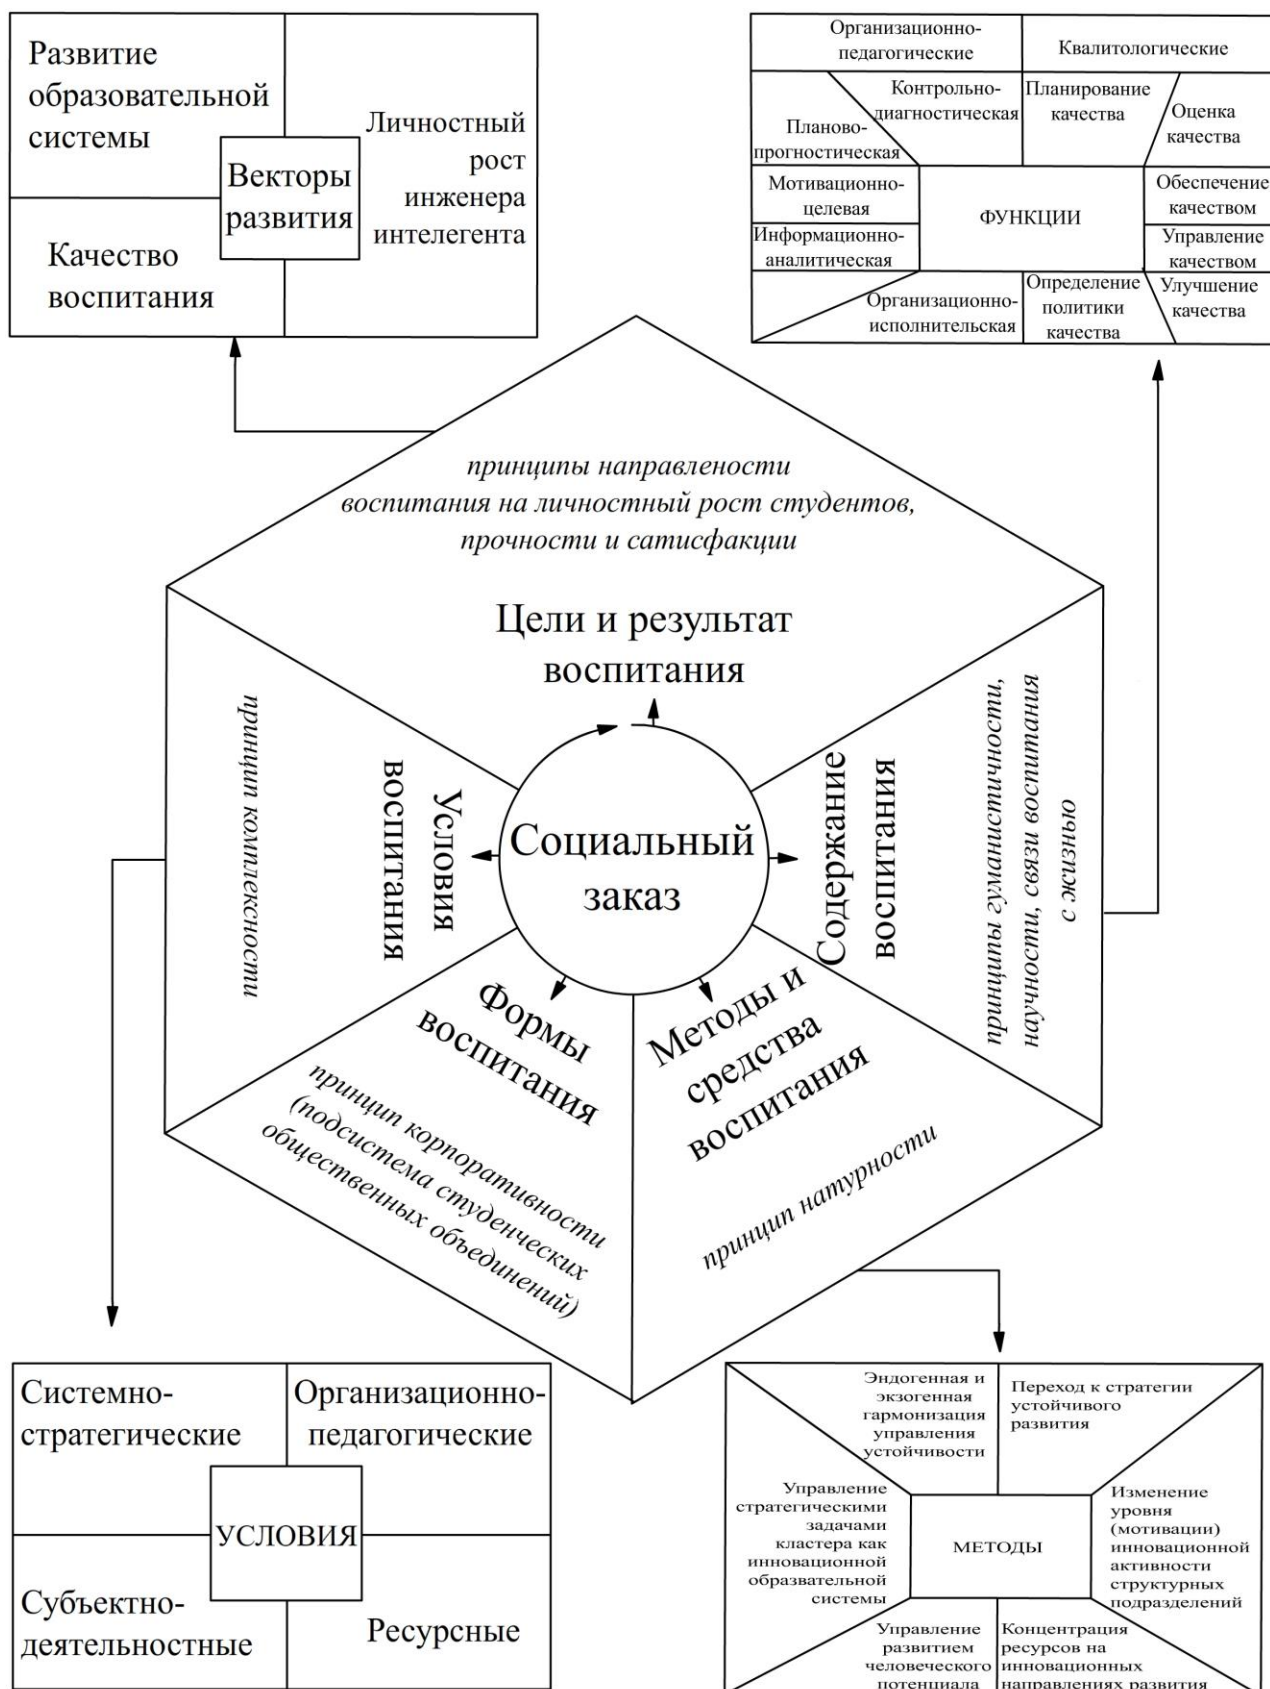 Развитие
образовательной
системы
Личностный
рост
инженера
интелегента
Векторы
развития
Качество
воспитания
Организационно-
педагогические
Квалитологические
Контрольно-
диагностическая
Планирование
качества
Оценка
качества
Планово-
прогностическая
Мотивационно-
целевая
ФУНКЦИИ
Обеспечение
качеством
Информационно-
аналитическая
Управление
качеством
Организационно-
исполнительская
Определение
политики
качества
Улучшение
качества
принципы направлености
воспитания на личностный рост студентов,
прочности и сатисфакции
Цели и результат
воспитания
принцип комплексности
Условия
воспитания
Социальный
заказ
Содержание
воспитания
принципы гуманистичности,
научности, связи воспитания
с жизнью
Формы
воспитания
принцип корпоративности
(подсистема студенческих
общественных объединений)
Методы и
средства
воспитания
принцип натурности
Системно-
стратегические
Организационно-
педагогические
УСЛОВИЯ
Субъектно-
деятельностные
Ресурсные
Эндогенная и
экзогенная
гармонизация
управления
устойчивости
Переход к стратегии
устойчивого
развития
Управление
стратегическими
задачами
кластера как
инновационной
образвательной
системы
МЕТОДЫ
Изменение
уровня
(мотивации)
инновационной
активности
структурных
подразделений
Управление
развитием
человеческого
потенциала
Концентрация
ресурсов на
инновационных
направлениях развития